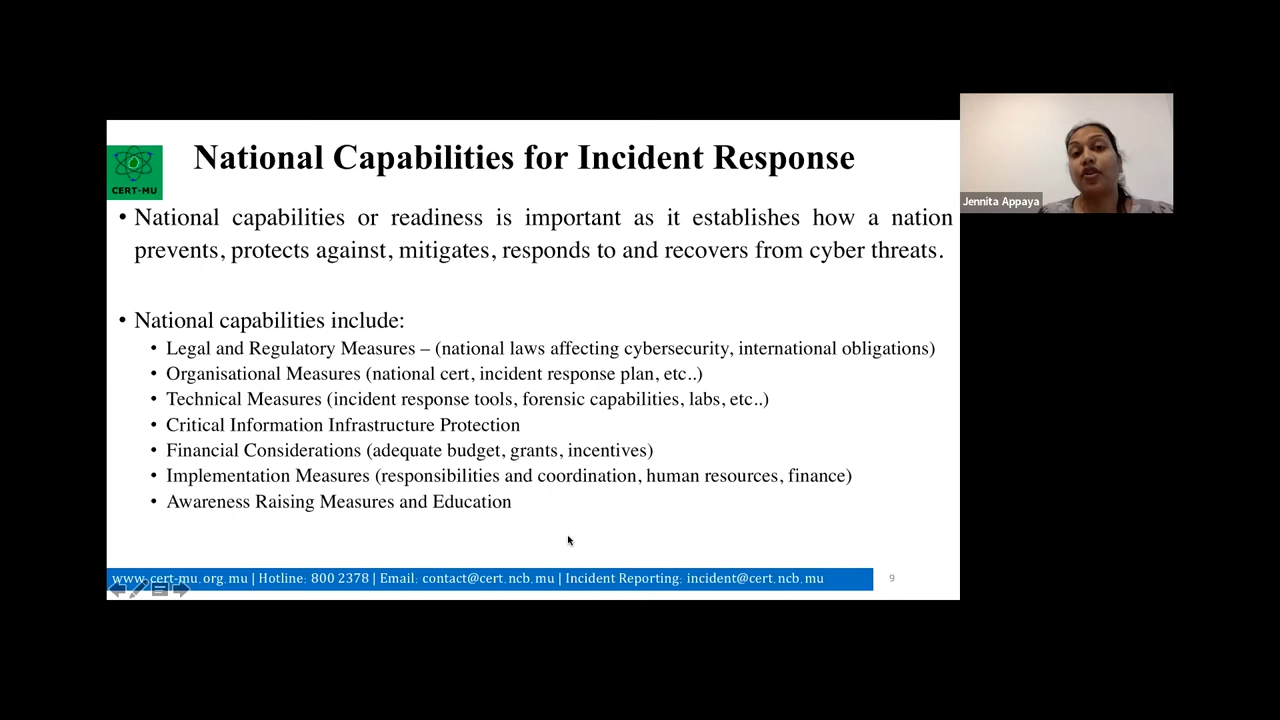 National Capabilities for Incident Response
CERT-MU
• National capabilities or readiness is important as it establishes how a nation
prevents, protects against, mitigates, responds to and recovers from cyber threats.
• National capabilities include:
• Legal and Regulatory Measures – (national laws affecting cybersecurity, international obligations)
• Organisational Measures (national cert, incident response plan, etc..)
• Technical Measures (incident response tools, forensic capabilities, labs, etc..)
• Critical Information Infrastructure Protection
• Financial Considerations (adequate budget, grants, incentives)
• Implementation Measures (responsibilities and coordination, human resources, finance)
• Awareness Raising Measures and Education
www.cert-mu.org.mu | Hotline: 800 2378 | Email: contact@cert.ncb.mu | Incident Reporting: incident@cert.ncb.mu
9
Jennita Appaya